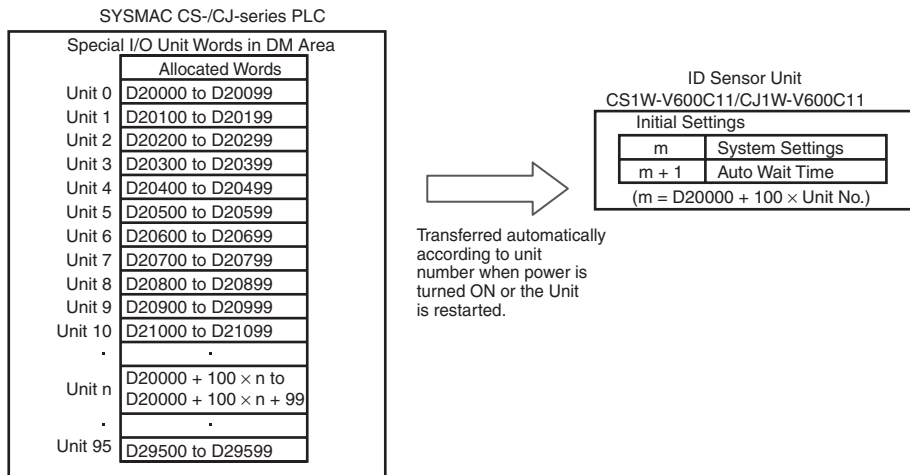 SYSMAC CS-/CJ-series PLC
Special I/O Unit Words in DM Area
Allocated Words
Unit 0 D20000 to D20099
Unit 1 D20100 to D20199
Unit 2 D20200 to D20299
Unit 3 D20300 to D20399
Unit 4 D20400 to D20499
Unit 5 D20500 to D20599
Unit 6 D20600 to D20699
Unit 7 D20700 to D20799
Unit 8 D20800 to D20899
Unit 9 D20900 to D20999
Unit 10 D21000 to D21099
· ·
Unit n D20000 + 100 × n to
D20000 + 100 × n + 99
· ·
Unit 95 D29500 to D29599
Transferred automatically
according to unit
number when power is
turned ON or the Unit
is restarted.
ID Sensor Unit
CS1W-V600C11/CJ1W-V600C11
Initial Settings
m System Settings
m + 1 Auto Wait Time
(m = D20000 + 100 × Unit No.)